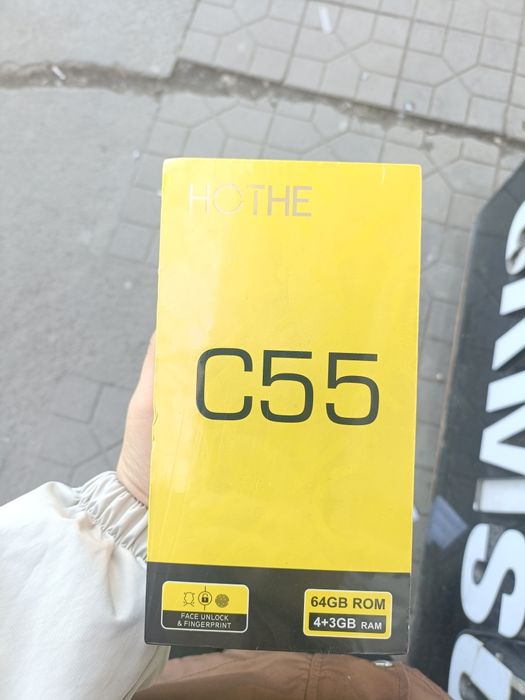 HOTHE
C55
FACE UNLOCK
& FINGERPRINT
64GB ROM
4+3GB RAM